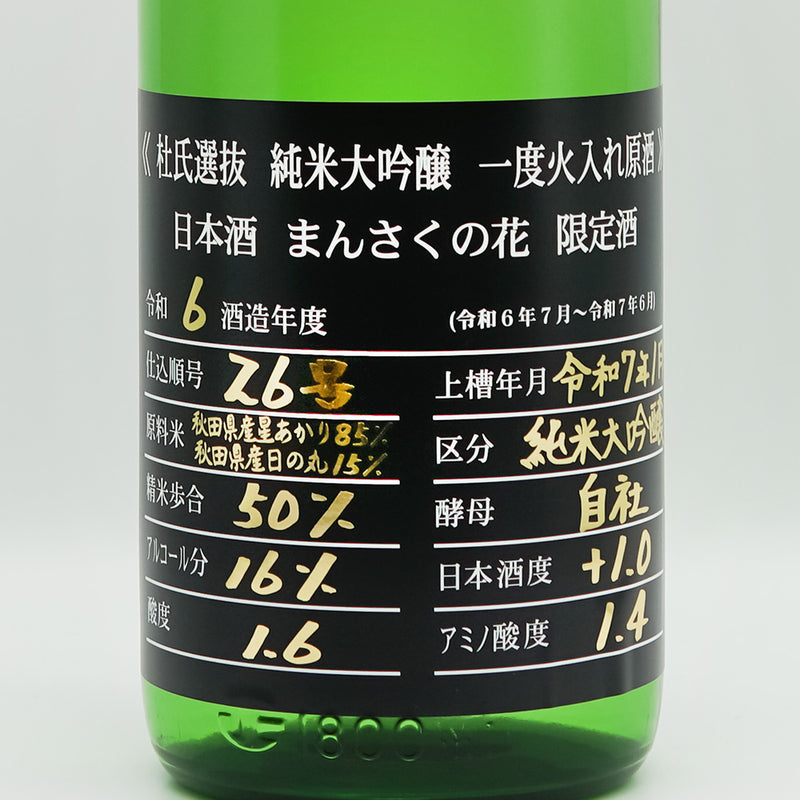 《 杜氏選抜 純米大吟醸 一度火入れ原酒 》
日本酒 まんさくの花 限定酒
令和 6 酒造年度 (令和6年7月～令和7年6月)
仕込順号 26号
上槽年月 令和7年1月
原料米 秋田県産星あかり85%
秋田県産日の丸15%
区分 純米大吟醸
精米歩合 50%
酵母 自社
アルコール分 16%
日本酒度 +1.0
酸度 1.6
アミノ酸度 1.4
1800